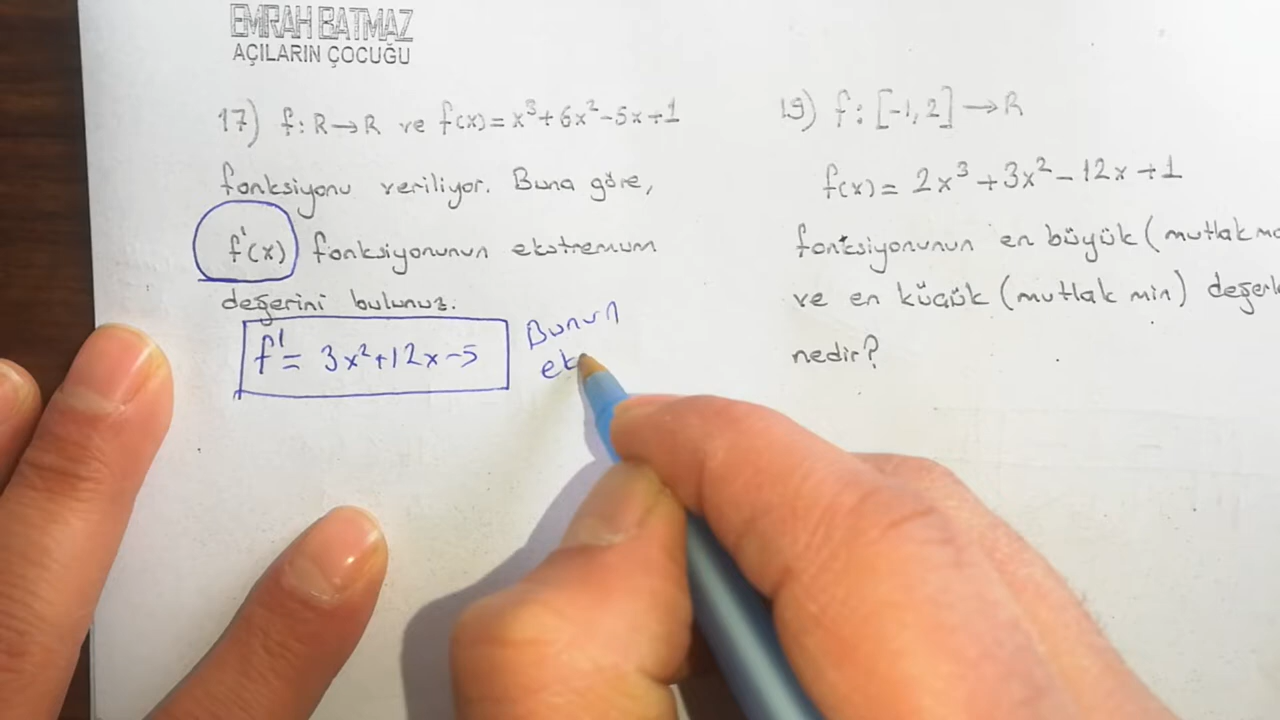 EMRAH BATMAZ
AÇILARIN ÇOCUĞU
17) f: R→R ve f(x)=x³+6x²-5x+1
fonksiyonu veriliyor. Buna göre,
f'(x) fonksiyonunun ekstremum
değerini bulunuz.
f'= 3x²+12x-5
Bunun
ek
19) f: [-1,2]→R
f(x)= 2x³+3x²-12x+1
fonksiyonunun en büyük (mutlak
ve en küçük (mutlak min)
nedir?